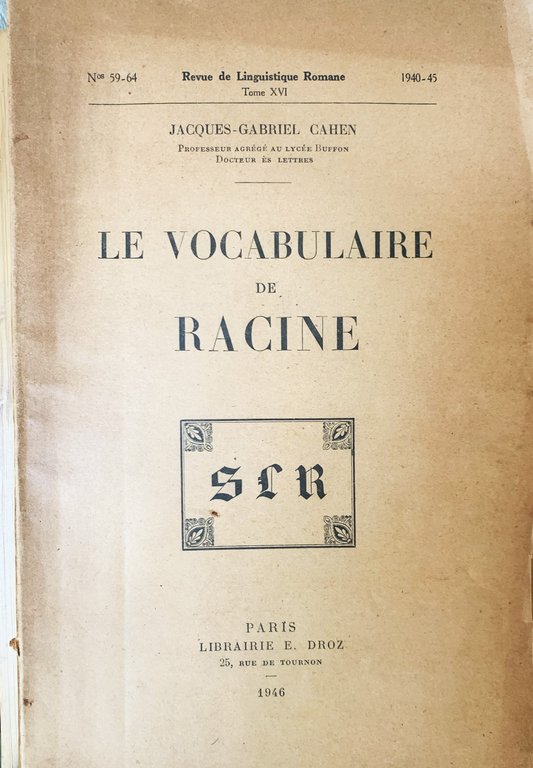 Nos 59-64 Revue de Linguistique Romane 1940-45
Tome XVI
JACQUES-GABRIEL CAHEN
PROFESSEUR AGRÉGÉ AU LYCÉE BUFFON
DOCTEUR ÈS LETTRES
LE VOCABULAIRE
DE
RACINE
SLR
PARIS
LIBRAIRIE E. DROZ
25, RUE DE TOURNON
1946